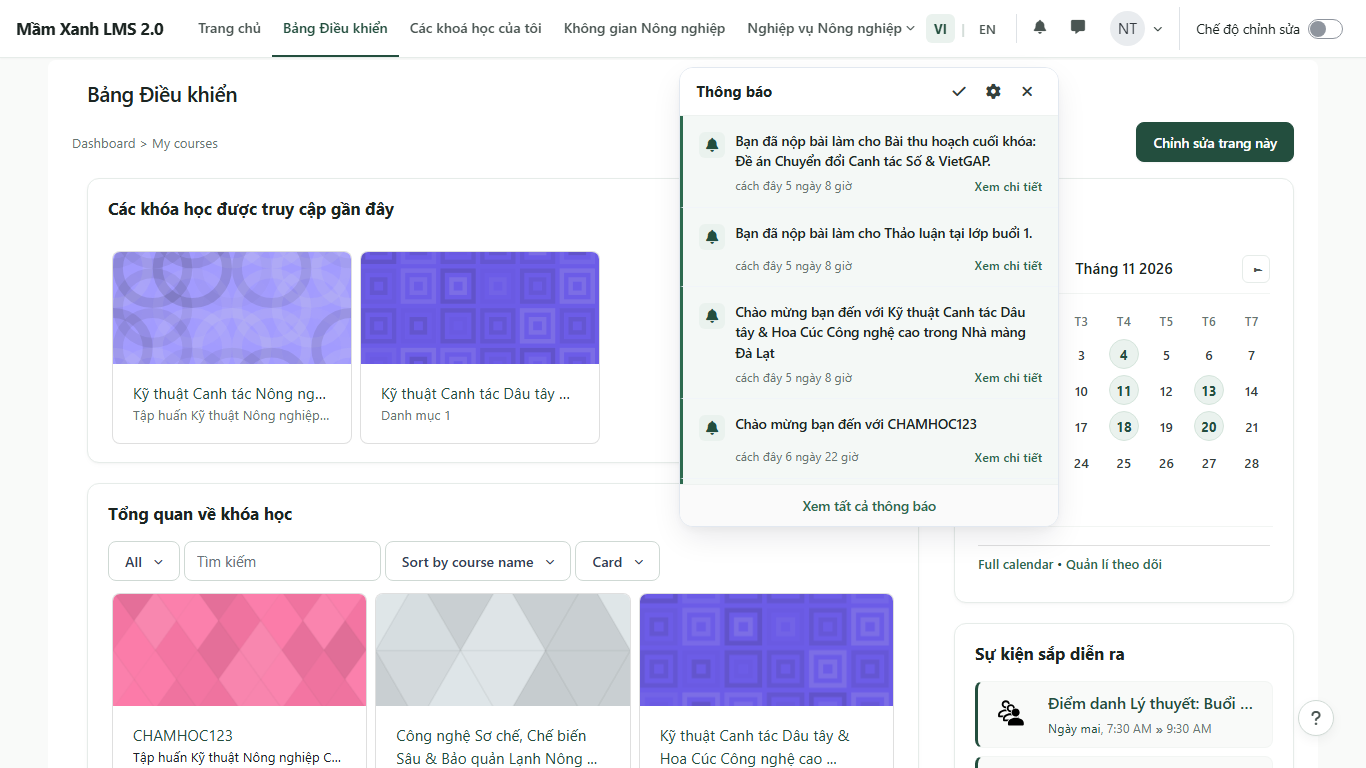 Mầm Xanh LMS 2.0
Trang chủ
Bảng Điều khiển
Các khoá học của tôi
Không gian Nông nghiệp
Nghiệp vụ Nông nghiệp
VI | EN
NT
Chế độ chỉnh sửa
Bảng Điều khiển
Dashboard > My courses
Chỉnh sửa trang này
Các khóa học được truy cập gần đây
Kỹ thuật Canh tác Nông ng...
Tập huấn Kỹ thuật Nông nghiệp...
Kỹ thuật Canh tác Dâu tây ...
Danh mục 1
Thông báo
Bạn đã nộp bài làm cho Bài thu hoạch cuối khóa:
Đề án Chuyển đổi Canh tác Số & VietGAP.
cách đây 5 ngày 8 giờ
Xem chi tiết
Bạn đã nộp bài làm cho Thảo luận tại lớp buổi 1.
cách đây 5 ngày 8 giờ
Xem chi tiết
Chào mừng bạn đến với Kỹ thuật Canh tác Dâu
tây & Hoa Cúc Công nghệ cao trong Nhà màng
Đà Lạt
cách đây 5 ngày 8 giờ
Xem chi tiết
Chào mừng bạn đến với CHAMHOC123
cách đây 6 ngày 22 giờ
Xem chi tiết
Xem tất cả thông báo
Tháng 11 2026
T3 T4 T5 T6 T7
3 4 5 6 7
10 11 12 13 14
17 18 19 20 21
24 25 26 27 28
Full calendar • Quản lí theo dõi
Tổng quan về khóa học
All
Tìm kiếm
Sort by course name
Card
CHAMHOC123
Tập huấn Kỹ thuật Nông nghiệp C...
Công nghệ Sơ chế, Chế biến
Sâu & Bảo quản Lạnh Nông ...
Kỹ thuật Canh tác Dâu tây &
Hoa Cúc Công nghệ cao ...
Sự kiện sắp diễn ra
Điểm danh Lý thuyết: Buổi ...
Ngày mai, 7:30 AM » 9:30 AM
?